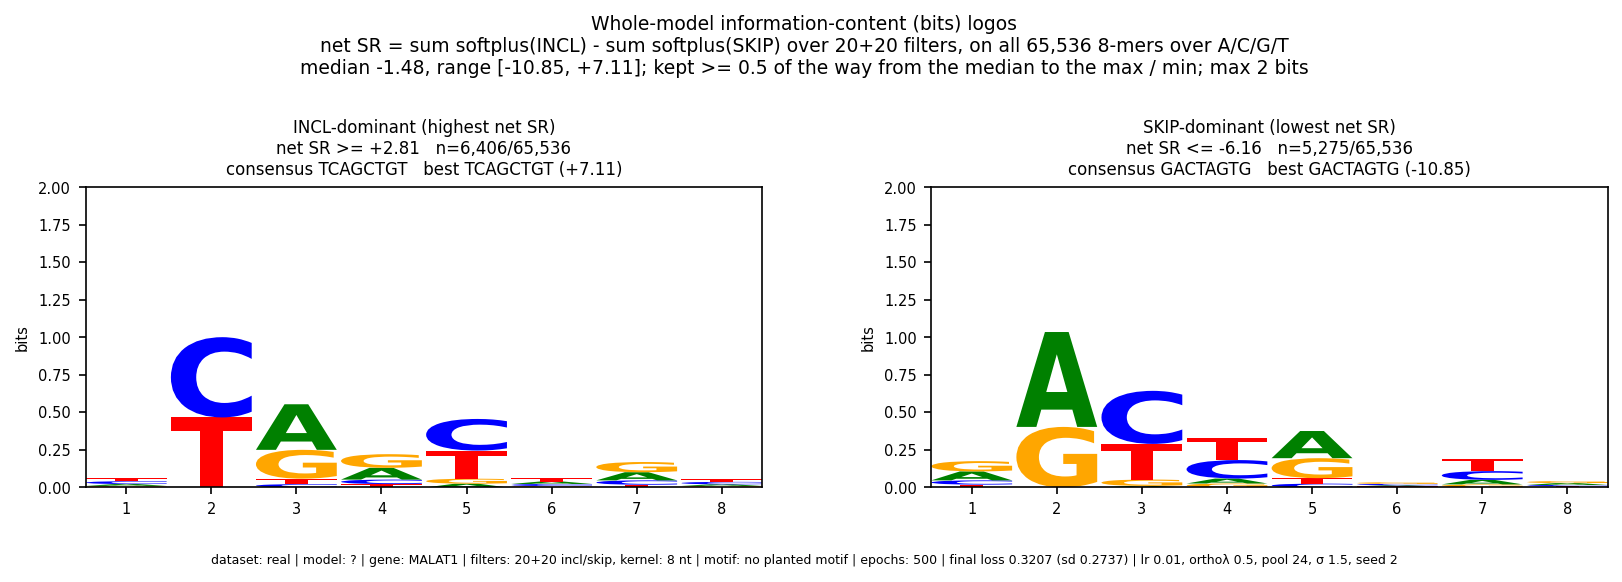 Whole-model information-content (bits) logos
net SR = sum softplus(INCL) - sum softplus(SKIP) over 20+20 filters, on all 65,536 8-mers over A/C/G/T
median -1.48, range [-10.85, +7.11]; kept >= 0.5 of the way from the median to the max / min; max 2 bits
INCL-dominant (highest net SR)
net SR >= +2.81   n=6,406/65,536
consensus TCAGCTGT   best TCAGCTGT (+7.11)
2.00
1.75
1.50
1.25
1.00
0.75
0.50
0.25
0.00
bits
1 2 3 4 5 6 7 8
SKIP-dominant (lowest net SR)
net SR <= -6.16   n=5,275/65,536
consensus GACTAGTG   best GACTAGTG (-10.85)
2.00
1.75
1.50
1.25
1.00
0.75
0.50
0.25
0.00
bits
1 2 3 4 5 6 7 8
dataset: real | model: ? | gene: MALAT1 | filters: 20+20 incl/skip, kernel: 8 nt | motif: no planted motif | epochs: 500 | final loss 0.3207 (sd 0.2737) | lr 0.01, orthoλ 0.5, pool 24, σ 1.5, seed 2